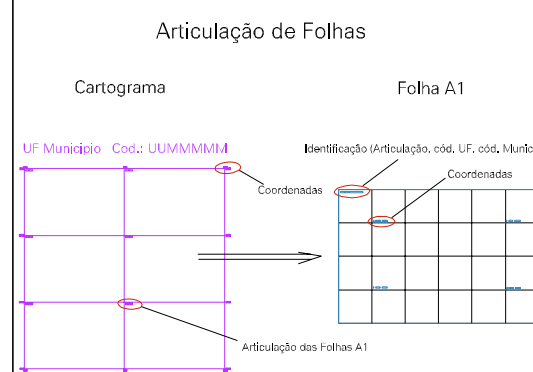 Articulação de Folhas
Cartograma
Folha A1
UF Municipio Cod.: UUMMMMM
Identificação (Articulação, cód. UF, cód. Munic
Coordenadas
Coordenadas
Articulação das Folhas A1